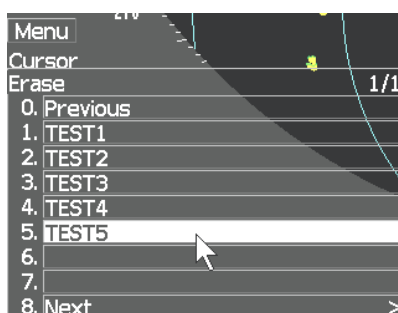 270
Menu
Cursor
Erase 1/1
0. Previous
1. TEST1
2. TEST2
3. TEST3
4. TEST4
5. TEST5
6.
7.
8. Next >